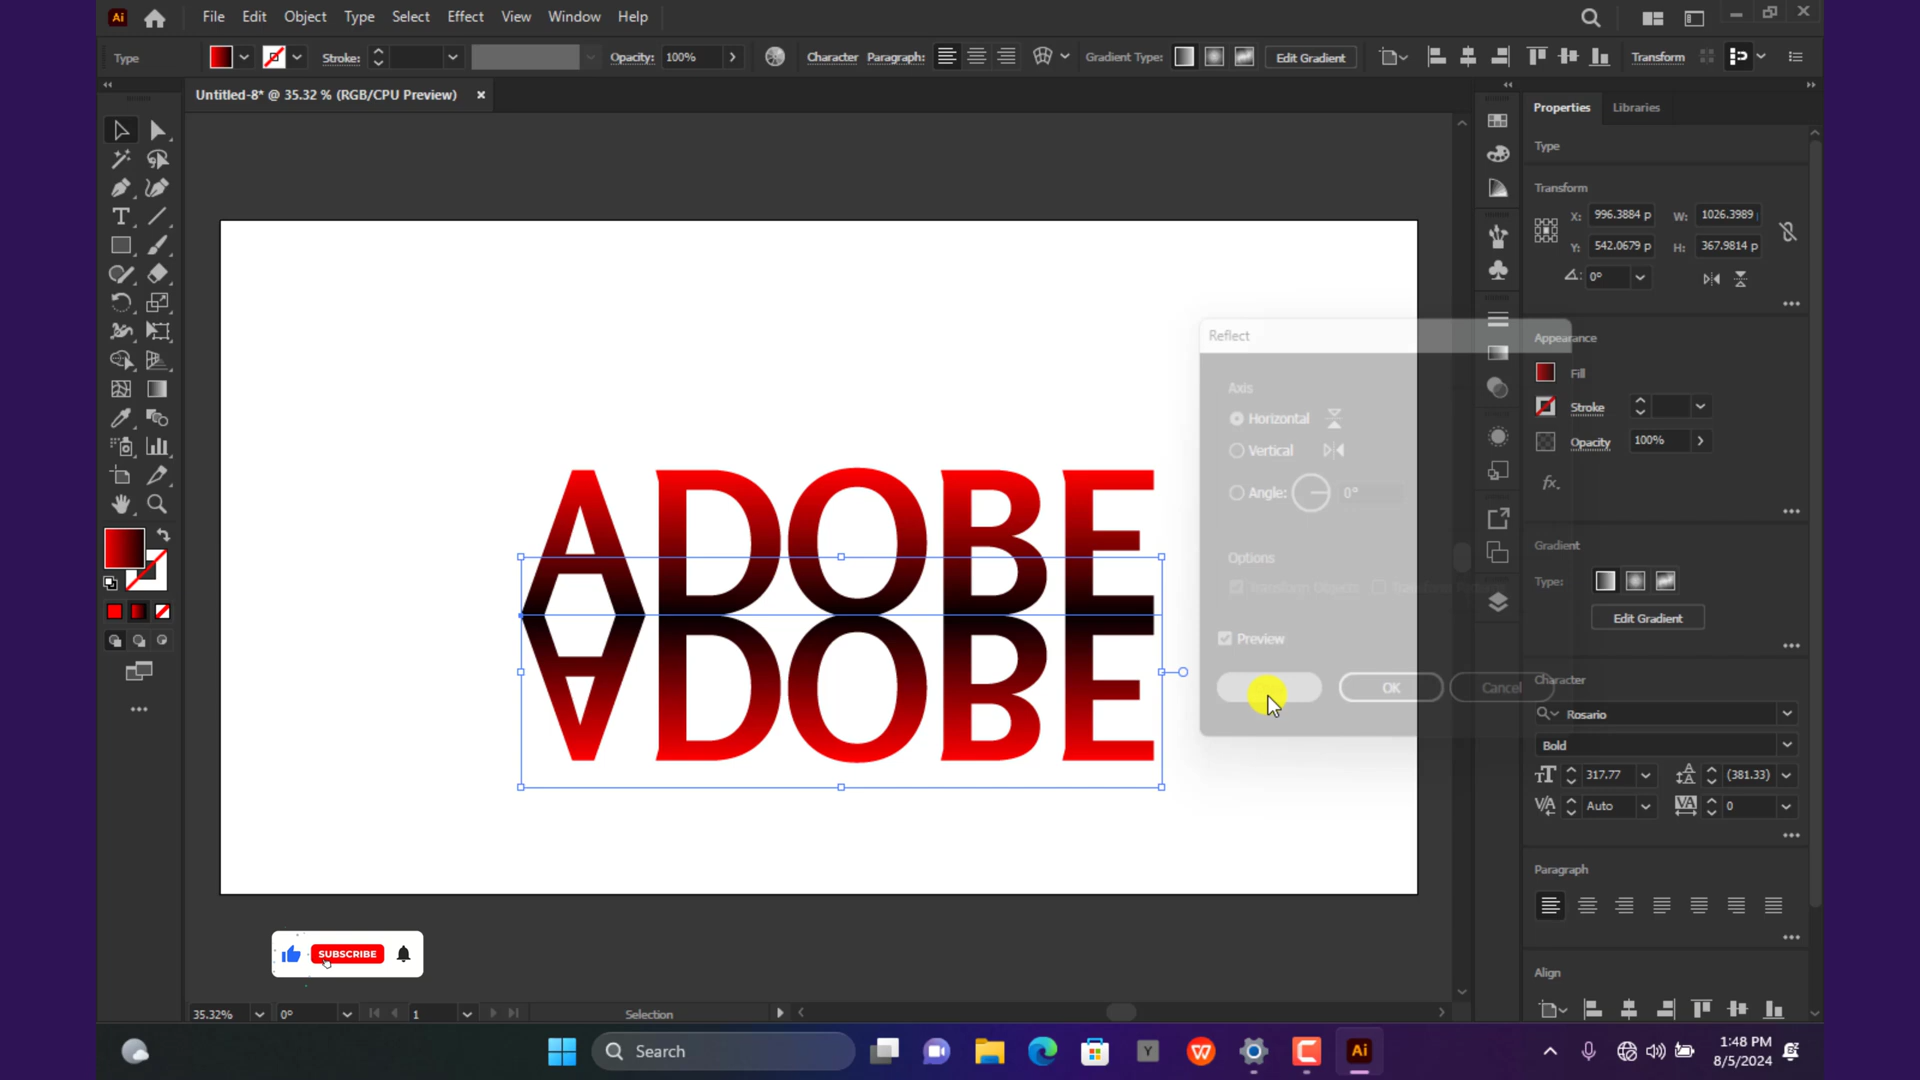 Ai File Edit Object Type Select Effect View Window Help
Type Stroke: Opacity: 100% Character Paragraph: Gradient Type: Edit Gradient Transform
Untitled-8* @ 35.32 % (RGB/CPU Preview) ×
Properties Libraries
Type
Transform
X: 996.3884 p W: 1026.3989
Y: 542.0679 p H: 367.9814 p
0°
Reflect
Axis
Horizontal
Vertical
Angle: 0°
Options
Transform Objects
Preview
OK Cancel
Appearance
Fill
Stroke
Opacity 100%
fx.
Gradient
Type:
Edit Gradient
Character
Rosario
Bold
317.77 (381.33)
Auto 0
Paragraph
Align
ADOBE
ADOBE
SUBSCRIBE
35.32% 0° 1 Selection
Search
Ai
1:48 PM
8/5/2024